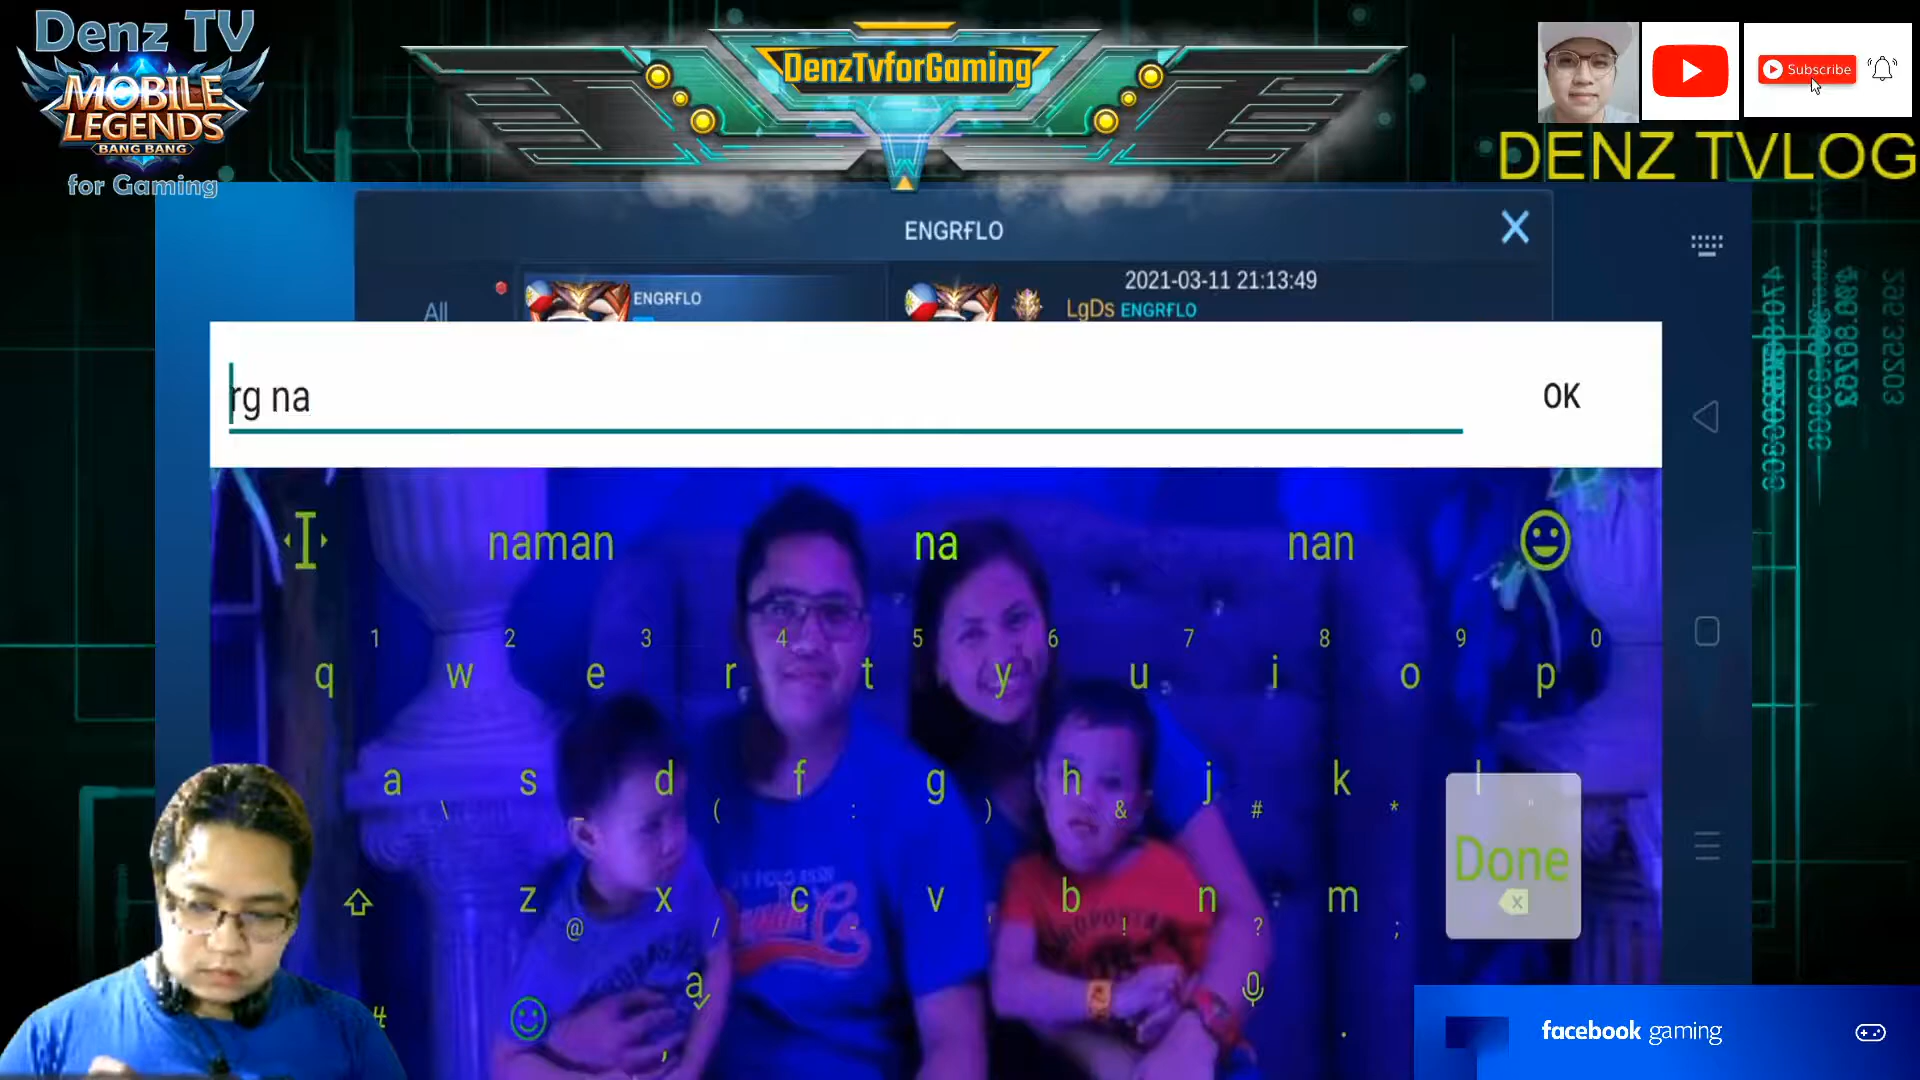 Denz TV
MOBILE
LEGENDS
BANG BANG
for Gaming
DenzTvforGaming
Subscribe
DENZ TVLOG
ENGRFLO
All
ENGRFLO
2021-03-11 21:13:49
LgDs ENGRFLO
rg na
OK
naman na nan
1 2 3 4 5 6 7 8 9 0
q w e r t y u i o p
a s d f g h j k l
\ _ ( : ) & # * "
Done
z x c v b n m
@ / - ' ! ? ;
a
, .
facebook gaming